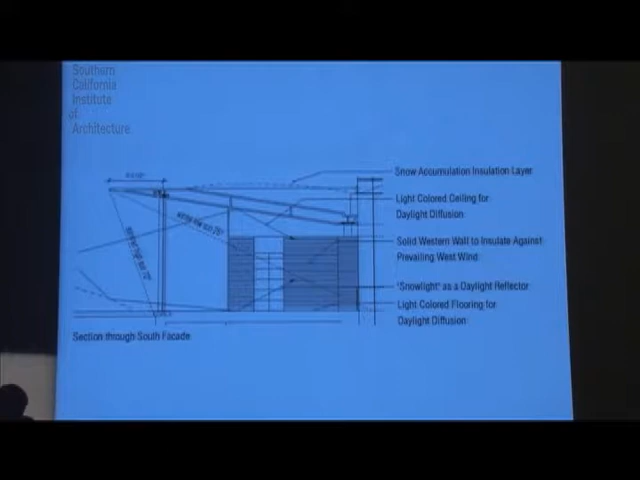 Southern
California
Institute
of
Architecture
Snow Accumulation Insulation Layer
Light Colored Ceiling for
Daylight Diffusion
Solid Western Wall to Insulate Against
Prevailing West Wind
"Snowlight" as a Daylight Reflector
Light Colored Flooring for
Daylight Diffusion
Section through South Facade